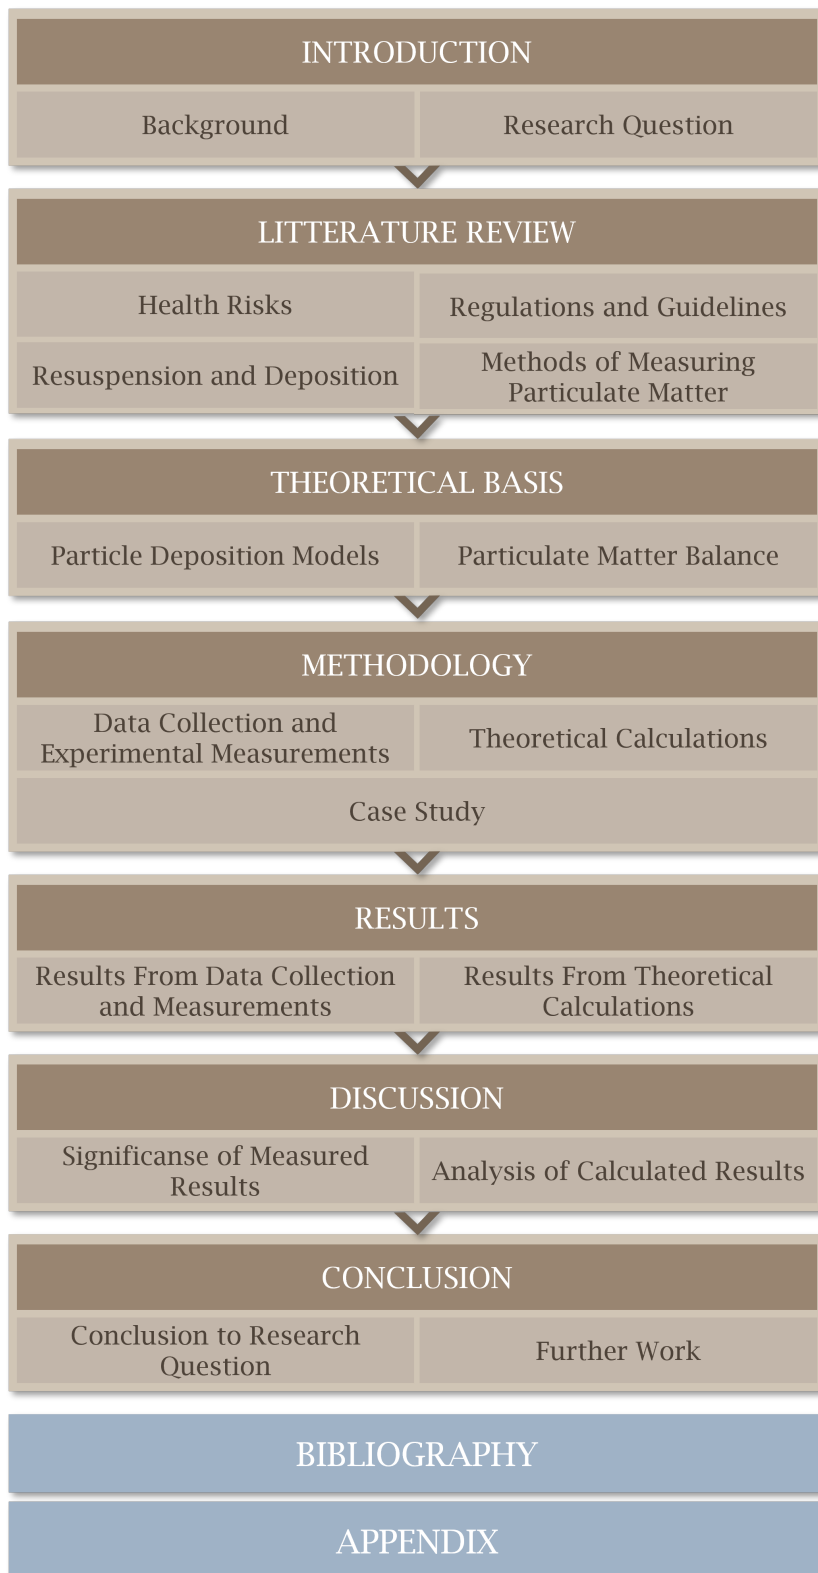 INTRODUCTION
Background
Research Question
LITTERATURE REVIEW
Health Risks
Regulations and Guidelines
Resuspension and Deposition
Methods of Measuring
Particulate Matter
THEORETICAL BASIS
Particle Deposition Models
Particulate Matter Balance
METHODOLOGY
Data Collection and
Experimental Measurements
Theoretical Calculations
Case Study
RESULTS
Results From Data Collection
and Measurements
Results From Theoretical
Calculations
DISCUSSION
Significanse of Measured
Results
Analysis of Calculated Results
CONCLUSION
Conclusion to Research
Question
Further Work
BIBLIOGRAPHY
APPENDIX